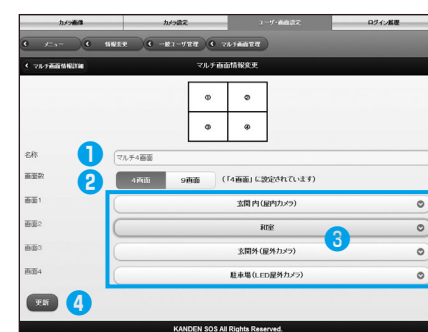 カメラ画像 カメラ設定 ユーザ・画面設定 ログイン履歴
メニュー 情報変更 一般ユーザ管理 マルチ画面管理
マルチ画面情報詳細 マルチ画面情報変更
① ②
③ ④
名称 1 マルチ4画面
画面数 2 4画面 9画面 (「4画面」に設定されています)
画面1 玄関内(屋内カメラ)
画面2 和室
3
画面3 玄関外(屋外カメラ)
画面4 駐車場(LED屋外カメラ)
更新 4
KANDEN SOS All Rights Reserved.